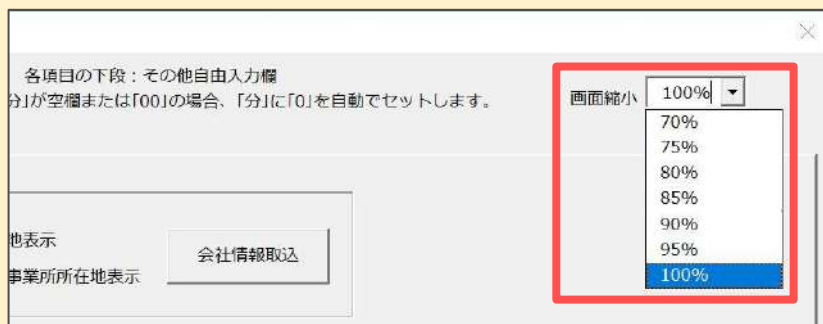 各項目の下段：その他自由入力欄
分」が空欄または「00」の場合、「分」に「0」を自動でセットします。
画面縮小 100%
70%
75%
80%
85%
90%
95%
100%
地表示
会社情報取込
事業所所在地表示